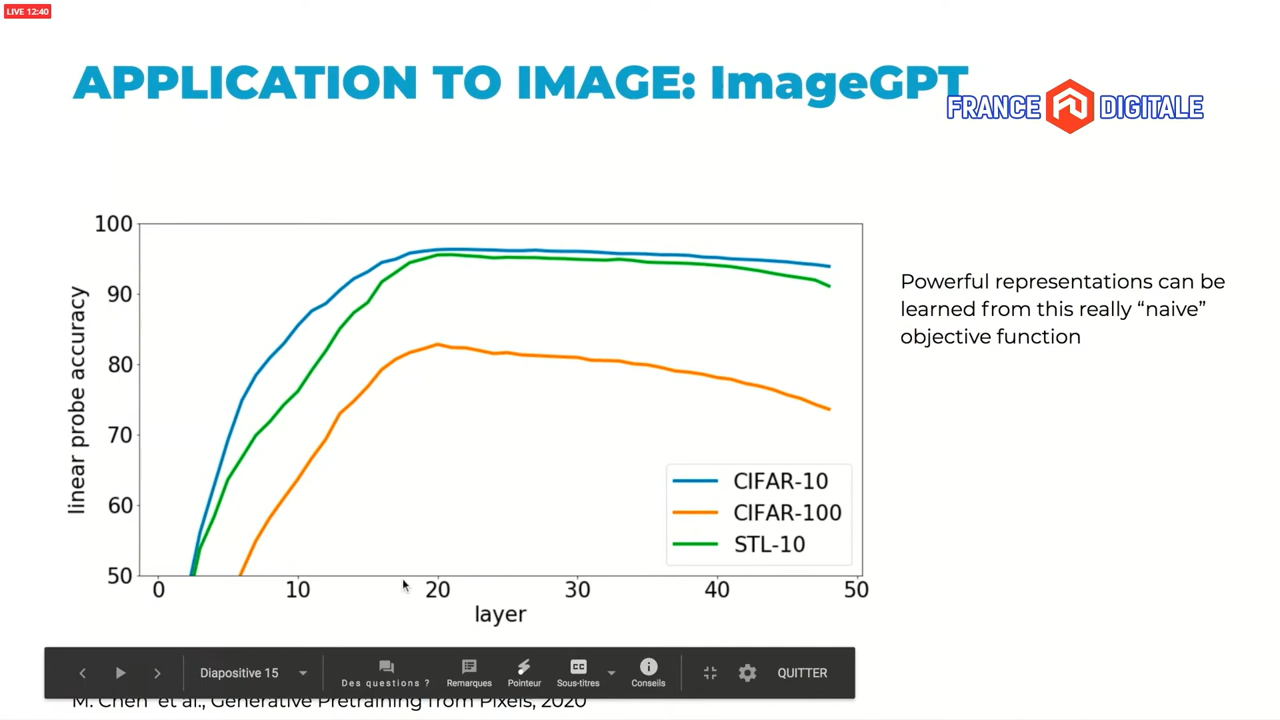 LIVE 12:40
APPLICATION TO IMAGE: ImageGPT
FRANCE DIGITALE
100
90
80
70
60
50
linear probe accuracy
0 10 20 30 40 50
layer
CIFAR-10
CIFAR-100
STL-10
Powerful representations can be
learned from this really “naive”
objective function
Diapositive 15
Des questions ?
Remarques
Pointeur
CC
Sous-titres
Conseils
QUITTER
M. Chen et al., Generative Pretraining from Pixels, 2020